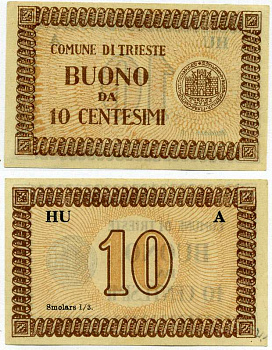 COMUNE DI TRIESTE
BUONO
DA
10 CENTESIMI
HU A
10
Smolars 1/3.